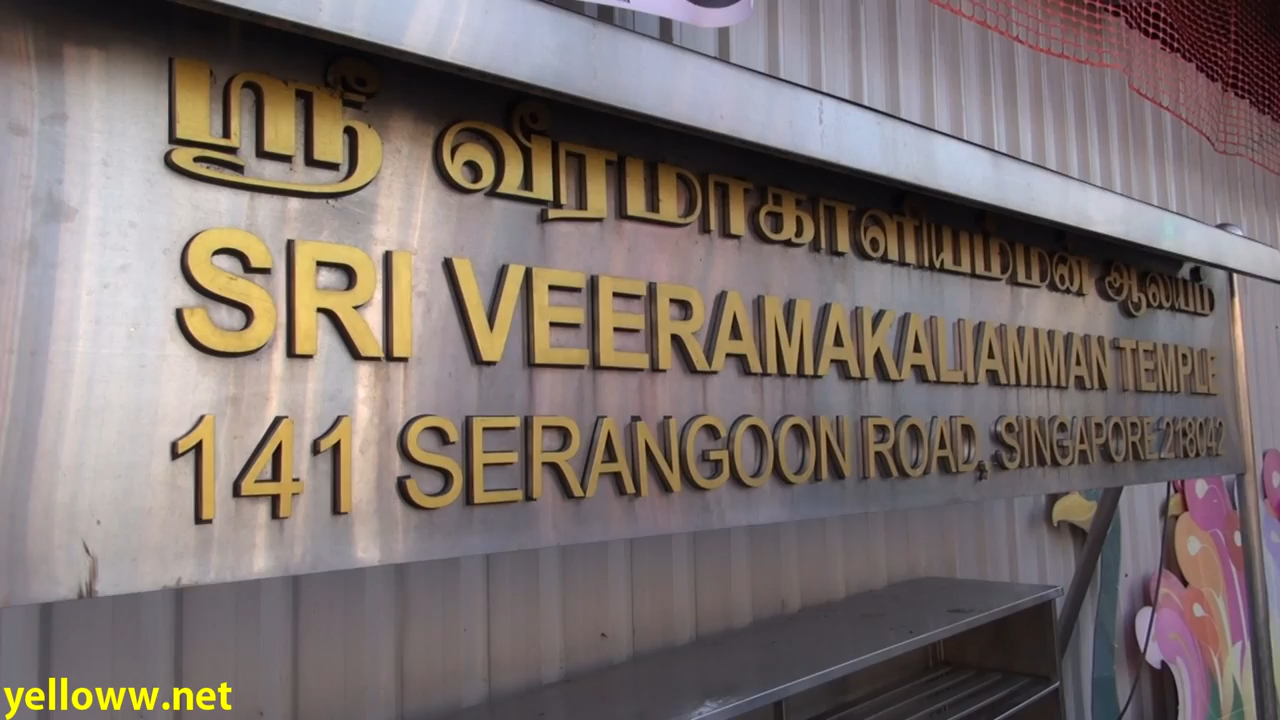 ஸ்ரீ வீரமாகாளியம்மன் ஆலயம்
SRI VEERAMAKALIAMMAN TEMPLE
141 SERANGOON ROAD, SINGAPORE 218042
yelloww.net